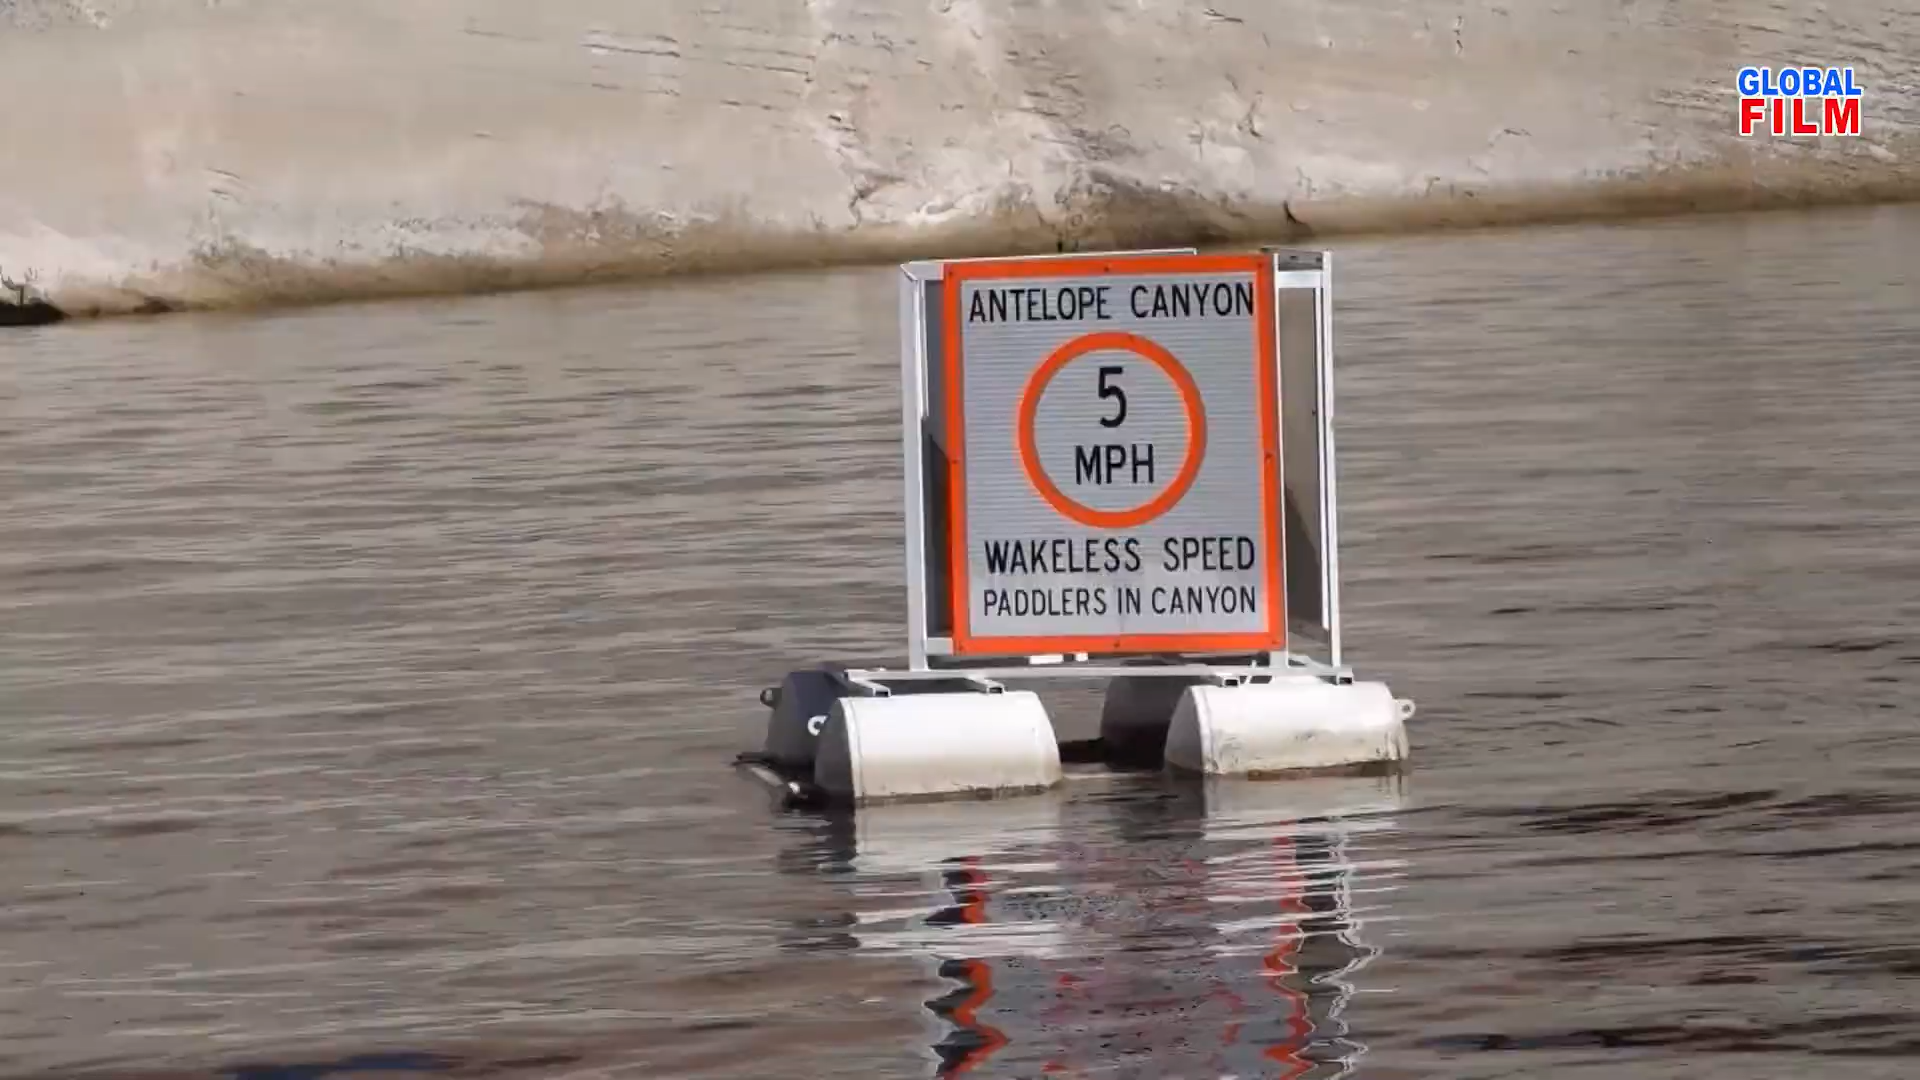 GLOBAL
FILM
ANTELOPE CANYON
5
MPH
WAKELESS SPEED
PADDLERS IN CANYON